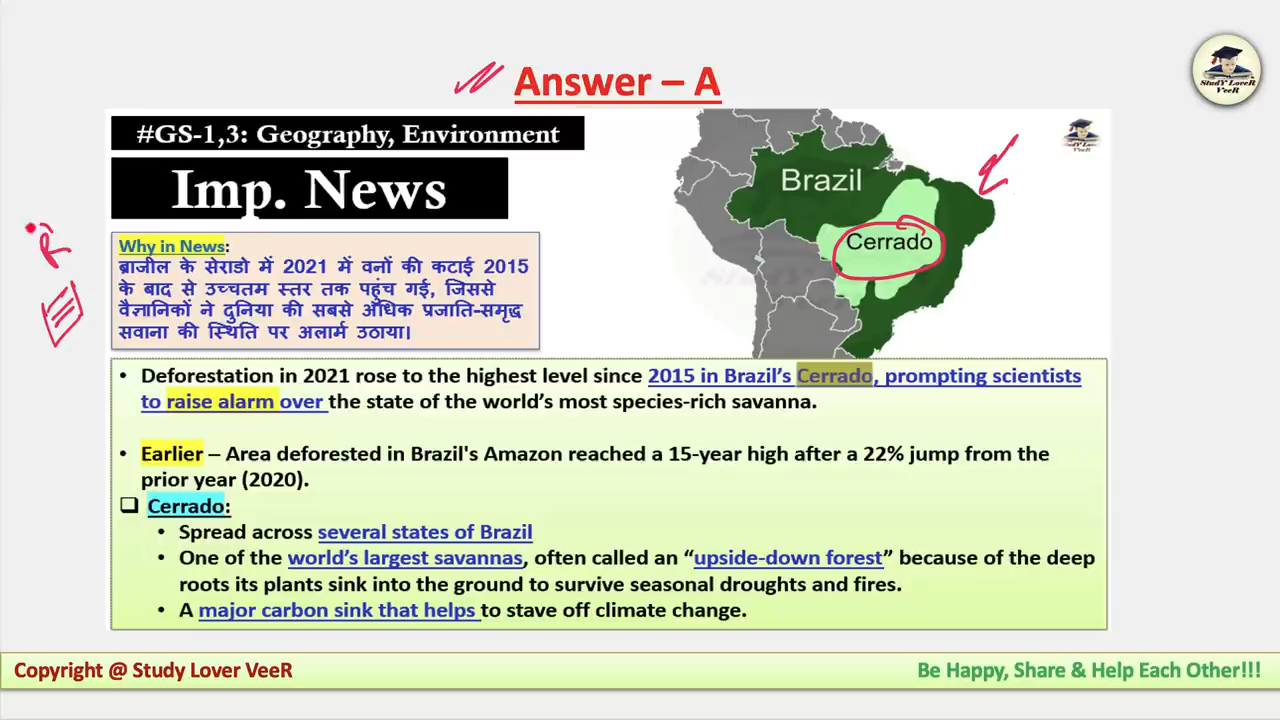 Answer – A
StudY LoveR
VeeR
#GS-1,3: Geography, Environment
Imp. News
Brazil
Cerrado
Why in News:
ब्राजील के सेराडो में 2021 में वनों की कटाई 2015
के बाद से उच्चतम स्तर तक पहुंच गई, जिससे
वैज्ञानिकों ने दुनिया की सबसे अधिक प्रजाति-समृद्ध
सवाना की स्थिति पर अलार्म उठाया।
R
• Deforestation in 2021 rose to the highest level since 2015 in Brazil’s Cerrado, prompting scientists
to raise alarm over the state of the world’s most species-rich savanna.
• Earlier – Area deforested in Brazil's Amazon reached a 15-year high after a 22% jump from the
prior year (2020).
❑ Cerrado:
• Spread across several states of Brazil
• One of the world’s largest savannas, often called an “upside-down forest” because of the deep
roots its plants sink into the ground to survive seasonal droughts and fires.
• A major carbon sink that helps to stave off climate change.
Copyright @ Study Lover VeeR
Be Happy, Share & Help Each Other!!!